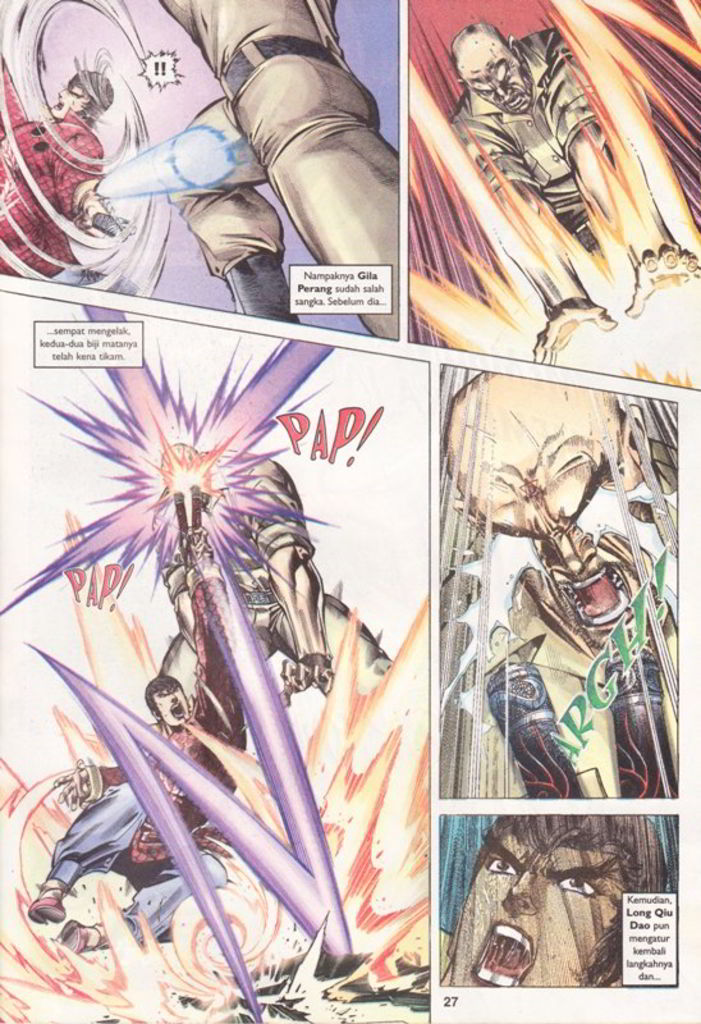 !!
Nampaknya Gila
Perang sudah salah
sangka. Sebelum dia...
...sempat mengelak,
kedua-dua biji matanya
telah kena tikam.
PAP!
PAP!
ARGH!
Kemudian,
Long Qiu
Dao pun
mengatur
kembali
langkahnya
dan...
27